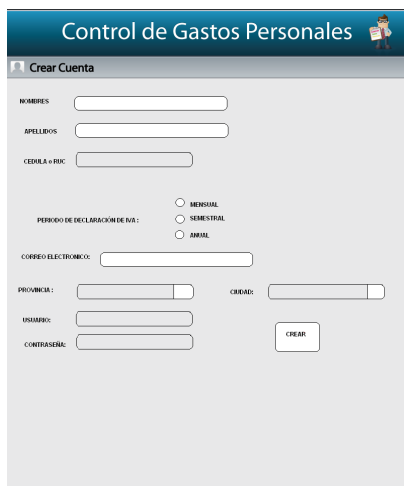 Control de Gastos Personales
Crear Cuenta
NOMBRES
APELLIDOS
CEDULA o RUC
MENSUAL
PERIODO DE DECLARACIÓN DE IVA :
SEMESTRAL
ANUAL
CORREO ELECTRONICO:
PROVINCIA :
CIUDAD:
USUARIO:
CREAR
CONTRASEÑA: